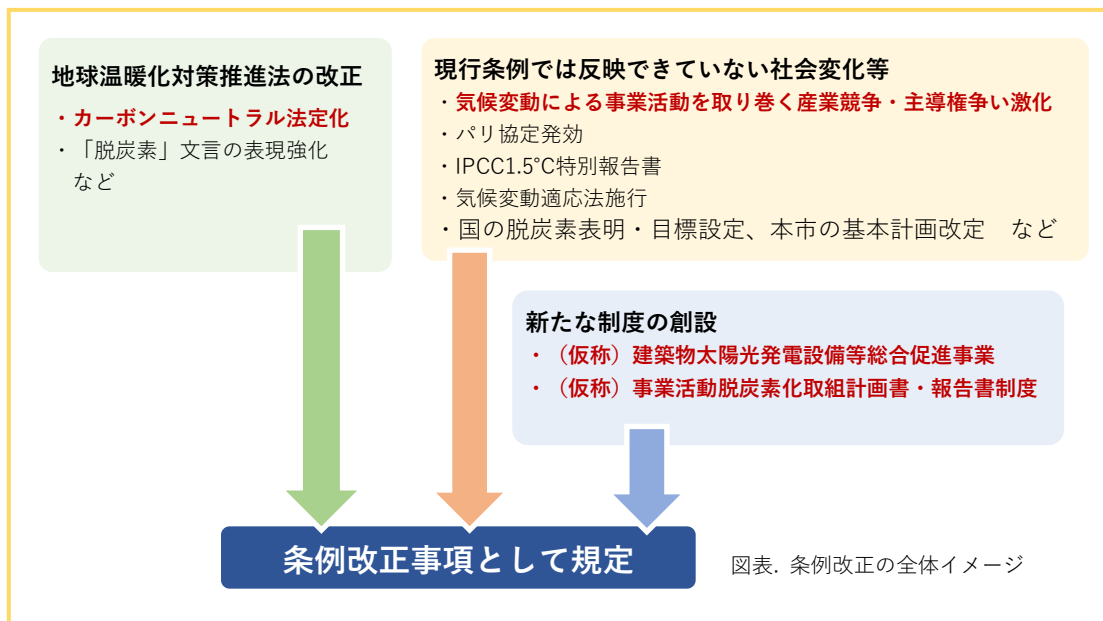 地球温暖化対策推進法の改正
・カーボンニュートラル法定化
・「脱炭素」文言の表現強化
など
現行条例では反映できていない社会変化等
・気候変動による事業活動を取り巻く産業競争・主導権争い激化
・パリ協定発効
・IPCC1.5℃特別報告書
・気候変動適応法施行
・国の脱炭素表明・目標設定、本市の基本計画改定　など
新たな制度の創設
・（仮称）建築物太陽光発電設備等総合促進事業
・（仮称）事業活動脱炭素化取組計画書・報告書制度
条例改正事項として規定
図表. 条例改正の全体イメージ